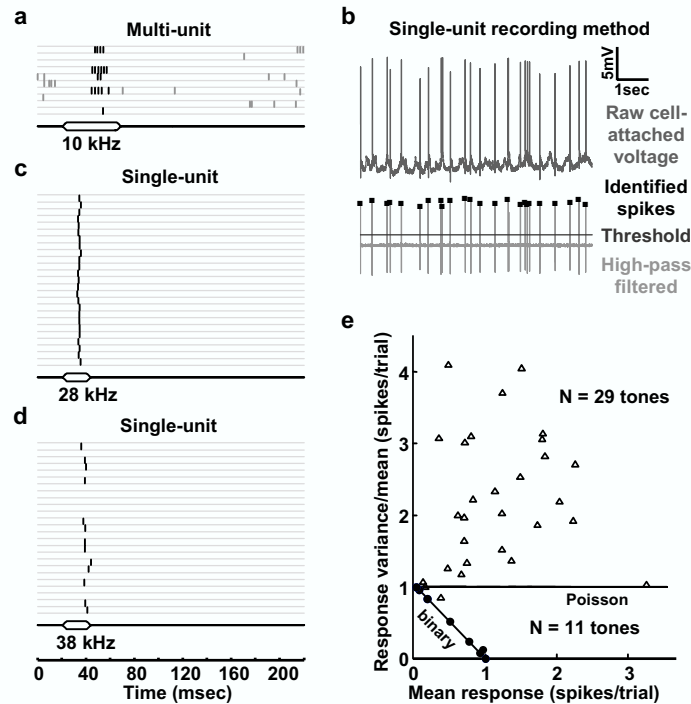 a
Multi-unit
10 kHz
b
Single-unit recording method
5mV
1sec
Raw cell-
attached
voltage
Identified
spikes
Threshold
High-pass
filtered
c
Single-unit
28 kHz
d
Single-unit
38 kHz
0 40 80 120 160 200
Time (msec)
e
Response variance/mean (spikes/trial)
4
3
2
1
0
N = 29 tones
Poisson
binary
N = 11 tones
0 1 2 3
Mean response (spikes/trial)